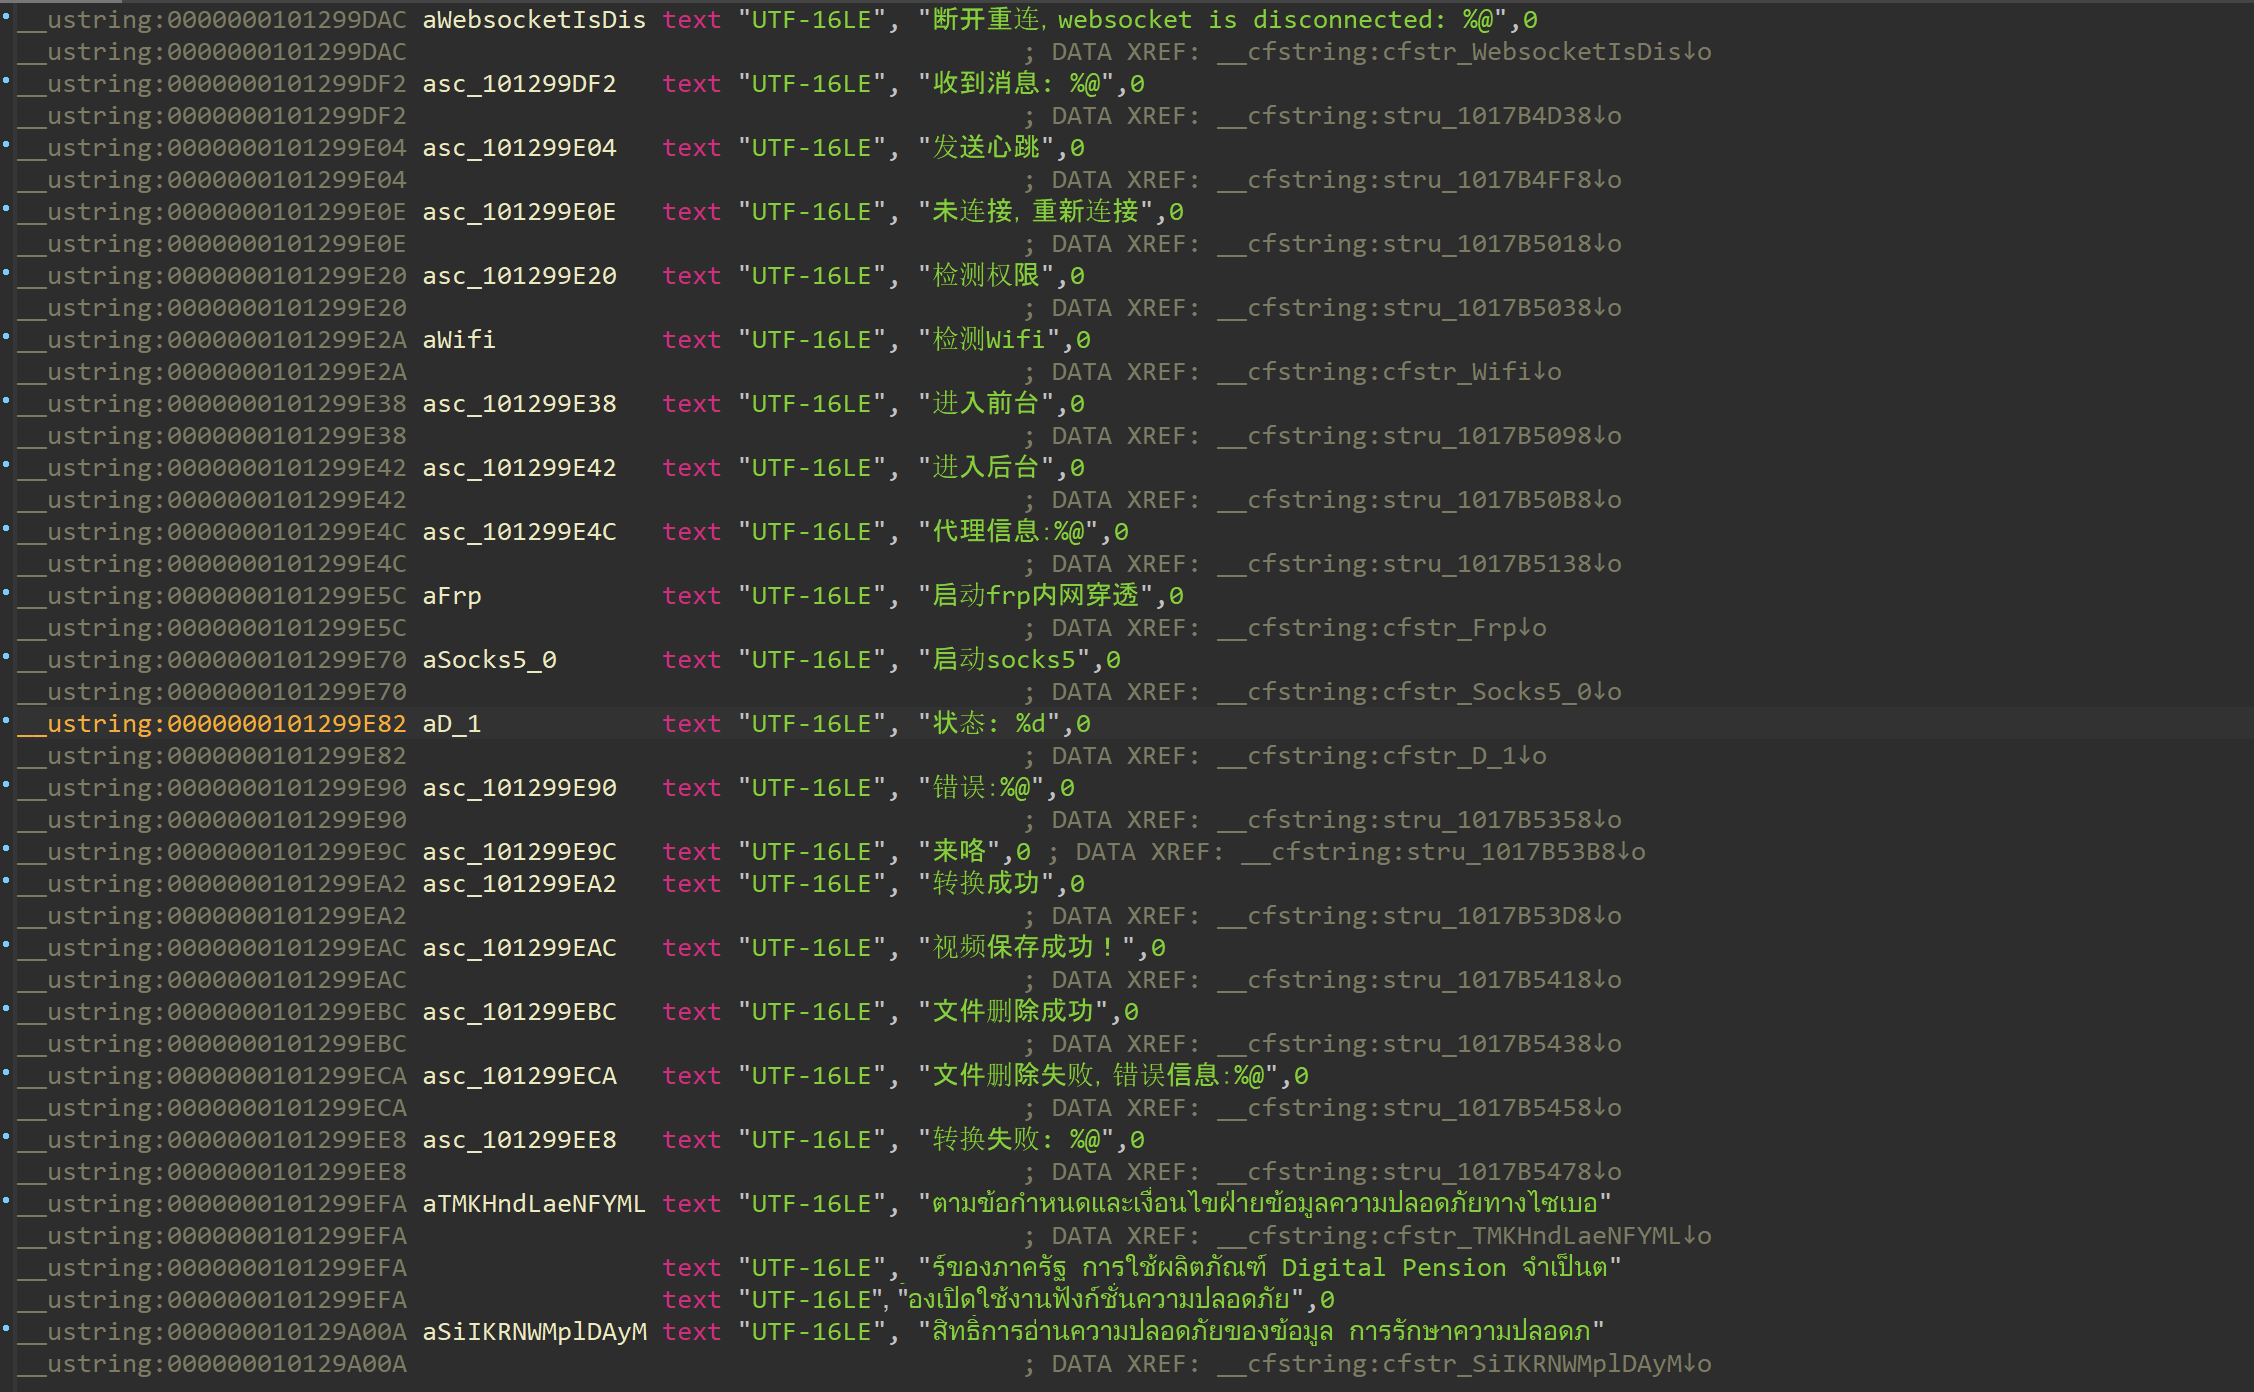 __ustring:0000000101299DAC aWebsocketIsDis text "UTF-16LE", "断开重连, websocket is disconnected: %@",0
__ustring:0000000101299DAC ; DATA XREF: __cfstring:cfstr_WebsocketIsDis↓o
__ustring:0000000101299DF2 asc_101299DF2 text "UTF-16LE", "收到消息: %@",0
__ustring:0000000101299DF2 ; DATA XREF: __cfstring:stru_1017B4D38↓o
__ustring:0000000101299E04 asc_101299E04 text "UTF-16LE", "发送心跳",0
__ustring:0000000101299E04 ; DATA XREF: __cfstring:stru_1017B4FF8↓o
__ustring:0000000101299E0E asc_101299E0E text "UTF-16LE", "未连接, 重新连接",0
__ustring:0000000101299E0E ; DATA XREF: __cfstring:stru_1017B5018↓o
__ustring:0000000101299E20 asc_101299E20 text "UTF-16LE", "检测权限",0
__ustring:0000000101299E20 ; DATA XREF: __cfstring:stru_1017B5038↓o
__ustring:0000000101299E2A aWifi text "UTF-16LE", "检测Wifi",0
__ustring:0000000101299E2A ; DATA XREF: __cfstring:cfstr_Wifi↓o
__ustring:0000000101299E38 asc_101299E38 text "UTF-16LE", "进入前台",0
__ustring:0000000101299E38 ; DATA XREF: __cfstring:stru_1017B5098↓o
__ustring:0000000101299E42 asc_101299E42 text "UTF-16LE", "进入后台",0
__ustring:0000000101299E42 ; DATA XREF: __cfstring:stru_1017B50B8↓o
__ustring:0000000101299E4C asc_101299E4C text "UTF-16LE", "代理信息:%@",0
__ustring:0000000101299E4C ; DATA XREF: __cfstring:stru_1017B5138↓o
__ustring:0000000101299E5C aFrp text "UTF-16LE", "启动frp内网穿透",0
__ustring:0000000101299E5C ; DATA XREF: __cfstring:cfstr_Frp↓o
__ustring:0000000101299E70 aSocks5_0 text "UTF-16LE", "启动socks5",0
__ustring:0000000101299E70 ; DATA XREF: __cfstring:cfstr_Socks5_0↓o
__ustring:0000000101299E82 aD_1 text "UTF-16LE", "状态: %d",0
__ustring:0000000101299E82 ; DATA XREF: __cfstring:cfstr_D_1↓o
__ustring:0000000101299E90 asc_101299E90 text "UTF-16LE", "错误:%@",0
__ustring:0000000101299E90 ; DATA XREF: __cfstring:stru_1017B5358↓o
__ustring:0000000101299E9C asc_101299E9C text "UTF-16LE", "来咯",0 ; DATA XREF: __cfstring:stru_1017B53B8↓o
__ustring:0000000101299EA2 asc_101299EA2 text "UTF-16LE", "转换成功",0
__ustring:0000000101299EA2 ; DATA XREF: __cfstring:stru_1017B53D8↓o
__ustring:0000000101299EAC asc_101299EAC text "UTF-16LE", "视频保存成功！",0
__ustring:0000000101299EAC ; DATA XREF: __cfstring:stru_1017B5418↓o
__ustring:0000000101299EBC asc_101299EBC text "UTF-16LE", "文件删除成功",0
__ustring:0000000101299EBC ; DATA XREF: __cfstring:stru_1017B5438↓o
__ustring:0000000101299ECA asc_101299ECA text "UTF-16LE", "文件删除失败, 错误信息:%@",0
__ustring:0000000101299ECA ; DATA XREF: __cfstring:stru_1017B5458↓o
__ustring:0000000101299EE8 asc_101299EE8 text "UTF-16LE", "转换失败: %@",0
__ustring:0000000101299EE8 ; DATA XREF: __cfstring:stru_1017B5478↓o
__ustring:0000000101299EFA aTMKHndLaeNFYML text "UTF-16LE", "ตามข้อกำหนดและเงื่อนไขฝ่ายข้อมูลความปลอดภัยทางไซเบอ"
__ustring:0000000101299EFA ; DATA XREF: __cfstring:cfstr_TMKHndLaeNFYML↓o
__ustring:0000000101299EFA text "UTF-16LE", "ร์ของภาครัฐ การใช้ผลิตภัณฑ์ Digital Pension จำเป็นต"
__ustring:0000000101299EFA text "UTF-16LE", "้องเปิดใช้งานฟังก์ชั่นความปลอดภัย",0
__ustring:000000010129A00A aSiIKRNWMplDAyM text "UTF-16LE", "สิทธิ์การอ่านความปลอดภัยของข้อมูล การรักษาความปลอดภ"
__ustring:000000010129A00A ; DATA XREF: __cfstring:cfstr_SiIKRNWMplDAyM↓o